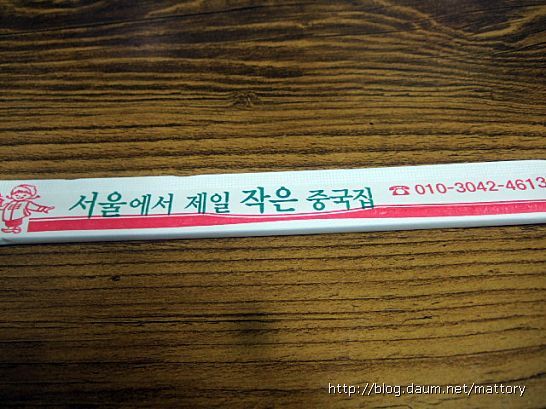 서울에서 제일 작은 중국집 ☎ 010-3042-4613
http://blog.daum.net/mattory